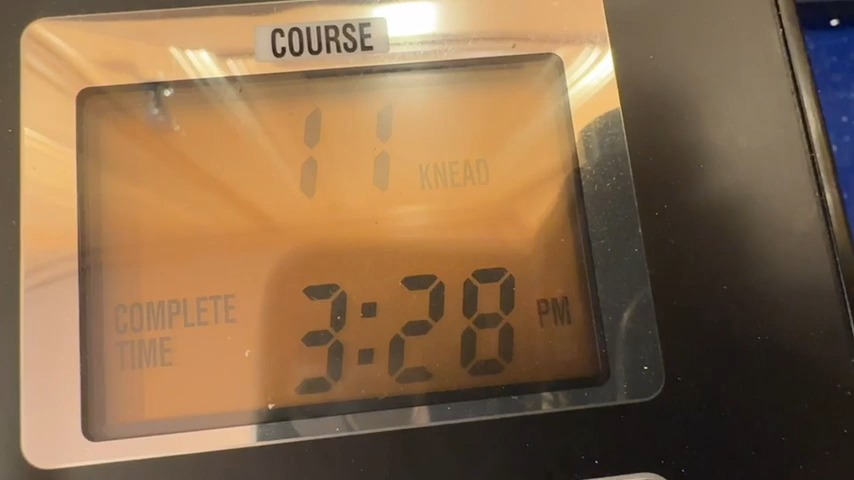 COURSE
11 KNEAD
COMPLETE
TIME
3:28 PM